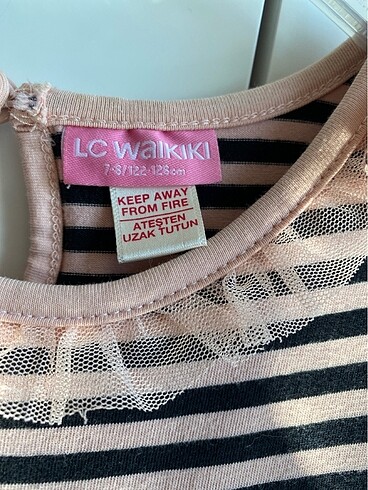 LC WaIKIKI
7-8/122-128cm
KEEP AWAY
FROM FIRE
ATEŞTEN
UZAK TUTUN